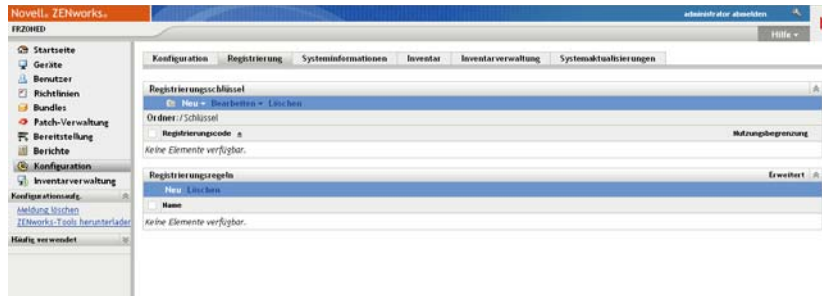 Novell® ZENworks®
administrator abmelden
FRZOHED
Hilfe
Startseite
Geräte
Benutzer
Richtlinien
Bundles
Patch-Verwaltung
Bereitstellung
Berichte
Konfiguration
Inventarverwaltung
Konfigurationsaufg.
Meldung löschen
ZENworks-Tools herunterladen
Häufig verwendet
Konfiguration Registrierung Systeminformationen Inventar Inventarverwaltung Systemaktualisierungen
Registrierungsschlüssel
Neu Bearbeiten Löschen
Ordner: / Schlüssel
Registrierungscode Nutzungsbegrenzung
Keine Elemente verfügbar.
Registrierungsregeln Erweitert
Neu Löschen
Name
Keine Elemente verfügbar.